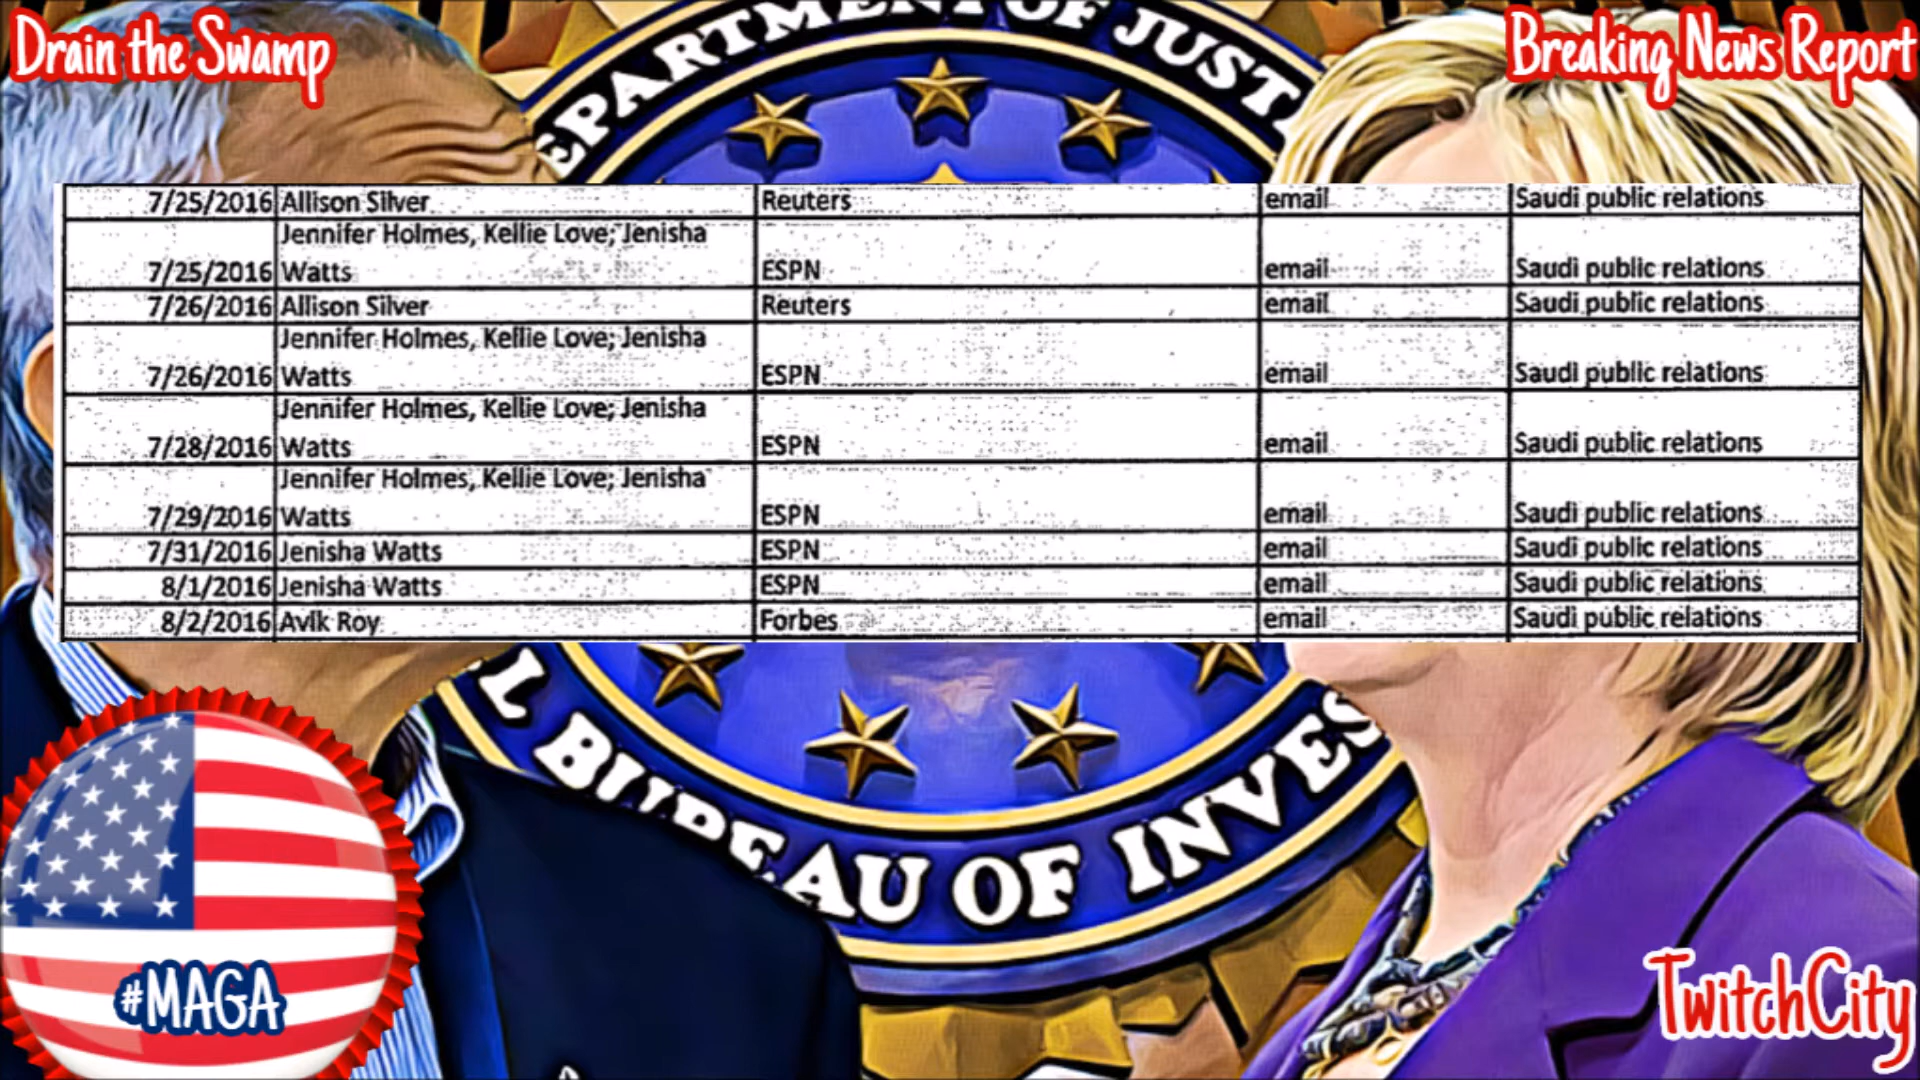 Drain the Swamp
Breaking News Report
DEPARTMENT OF JUST
7/25/2016 Allison Silver Reuters email Saudi public relations
Jennifer Holmes, Kellie Love; Jenisha
7/25/2016 Watts ESPN email Saudi public relations
7/26/2016 Allison Silver Reuters email Saudi public relations
Jennifer Holmes, Kellie Love; Jenisha
7/26/2016 Watts ESPN email Saudi public relations
Jennifer Holmes, Kellie Love; Jenisha
7/28/2016 Watts ESPN email Saudi public relations
Jennifer Holmes, Kellie Love; Jenisha
7/29/2016 Watts ESPN email Saudi public relations
7/31/2016 Jenisha Watts ESPN email Saudi public relations
8/1/2016 Jenisha Watts ESPN email Saudi public relations
8/2/2016 Avik Roy Forbes email Saudi public relations
L BUREAU OF INVES
#MAGA
TwitchCity